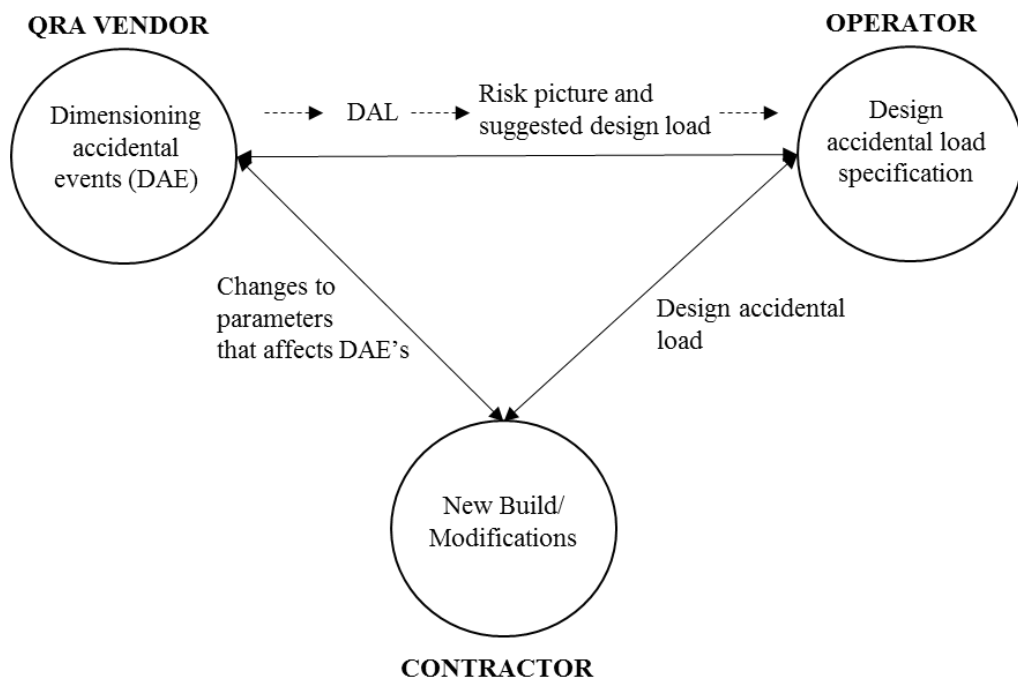 QRA VENDOR
OPERATOR
Dimensioning
accidental
events (DAE)
DAL
Risk picture and
suggested design load
Design
accidental load
specification
Changes to
parameters
that affects DAE’s
Design accidental
load
New Build/
Modifications
CONTRACTOR